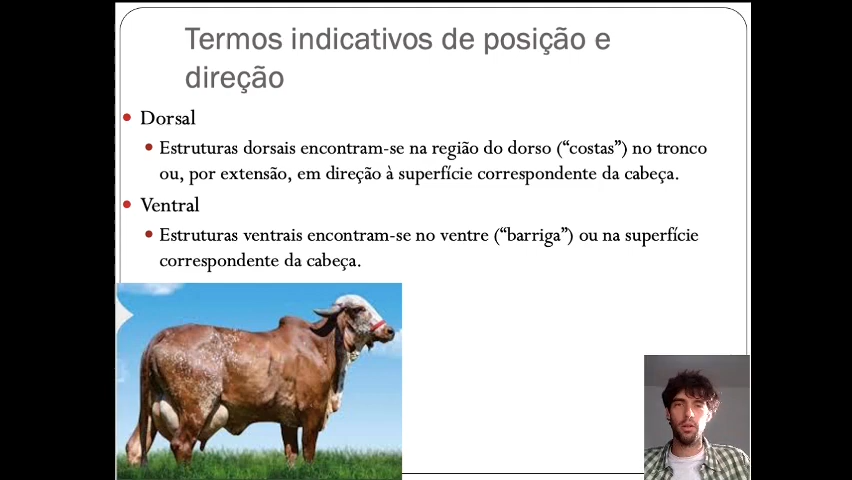 Termos indicativos de posição e
direção
Dorsal
Estruturas dorsais encontram-se na região do dorso (“costas”) no tronco
ou, por extensão, em direção à superfície correspondente da cabeça.
Ventral
Estruturas ventrais encontram-se no ventre (“barriga”) ou na superfície
correspondente da cabeça.